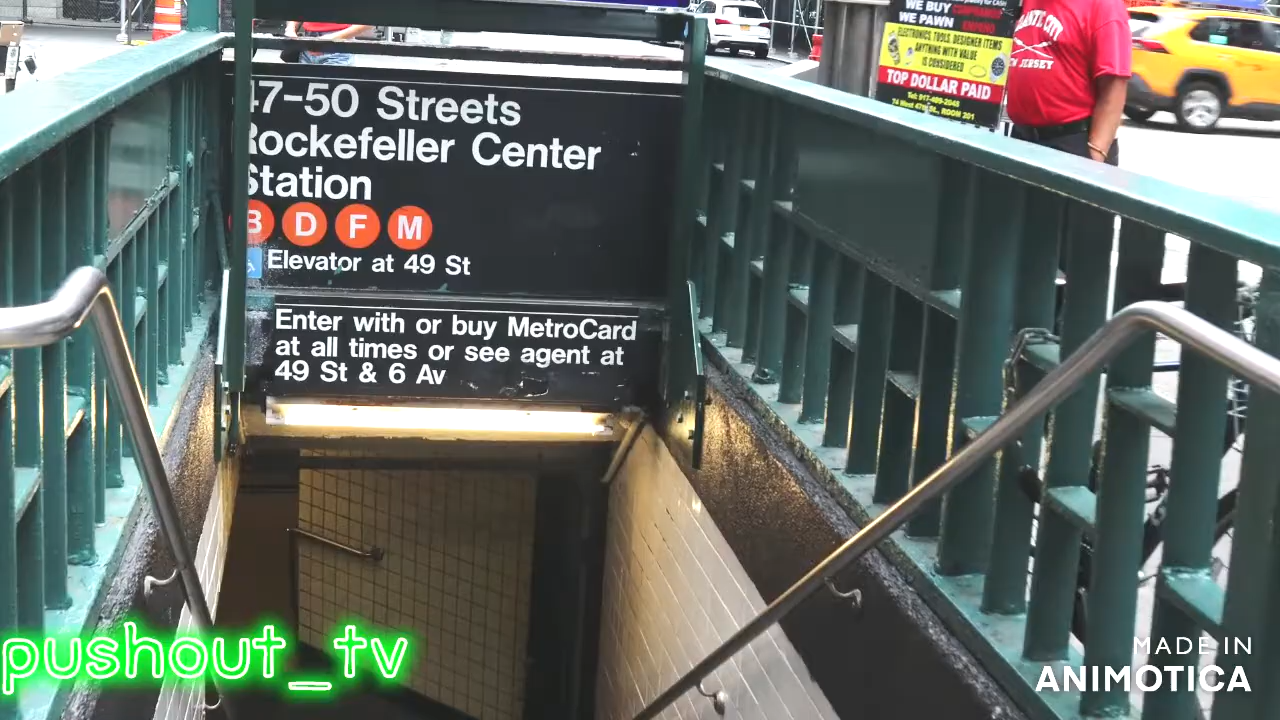 WE BUY
WE PAWN
ELECTRONICS, TOOLS, DESIGNER ITEMS
ANYTHING WITH VALUE
IS CONSIDERED
TOP DOLLAR PAID
JERSEY
47-50 Streets
Rockefeller Center
Station
B D F M
Elevator at 49 St
Enter with or buy MetroCard
at all times or see agent at
49 St & 6 Av
pushout_tv
MADE IN
ANIMOTICA